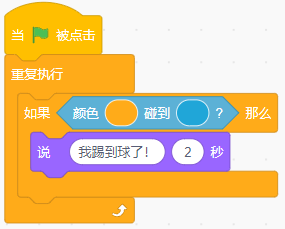 当 被点击
重复执行
如果 颜色 碰到 ? 那么
说 我踢到球了！ 2 秒